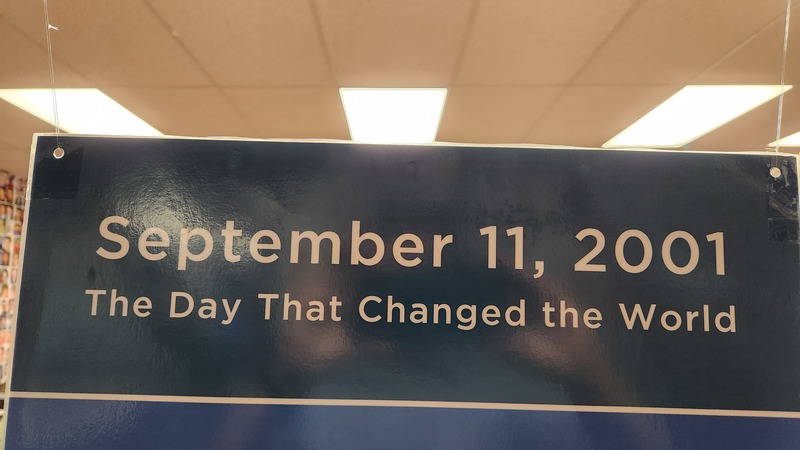 September 11, 2001
The Day That Changed the World